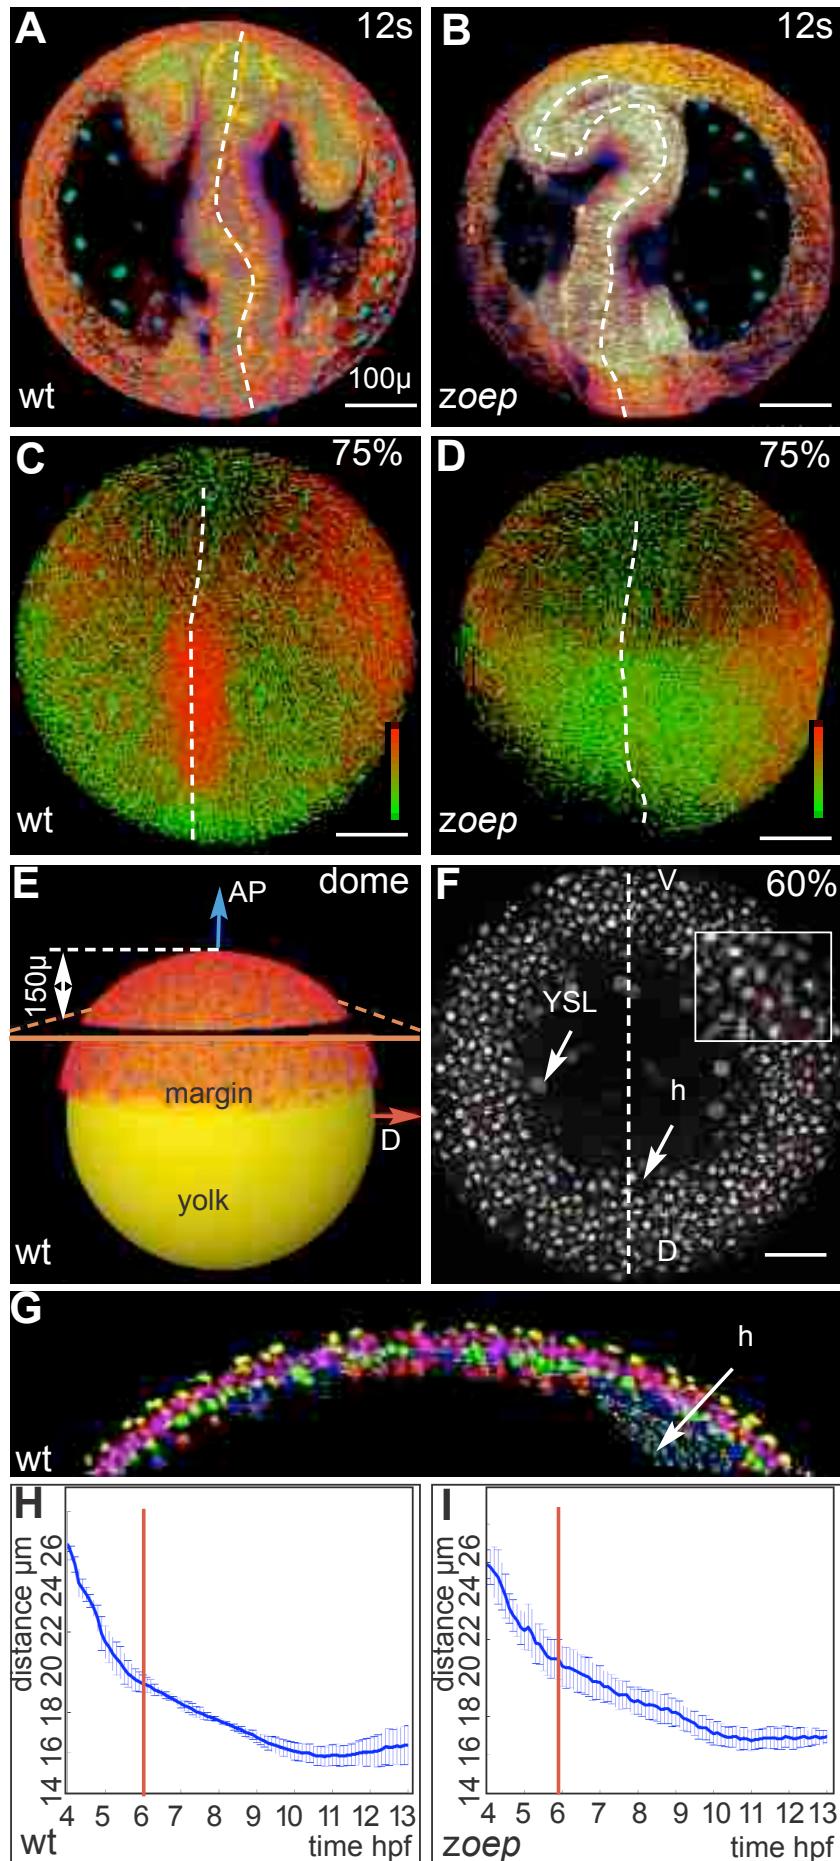 A 12s
wt 100µ
B 12s
zoep
C 75%
wt
D 75%
zoep
E dome
AP
150µ
margin
D
yolk
wt
F V 60%
YSL
h
D
G
h
wt
H
distance µm
14 16 18 20 22 24 26
4 5 6 7 8 9 10 11 12 13
wt time hpf
I
distance µm
14 16 18 20 22 24 26
4 5 6 7 8 9 10 11 12 13
zoep time hpf